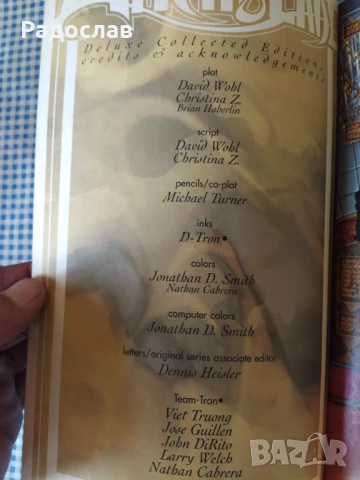 Радослав
Deluxe Collected Edition,
credits & acknowledgements
plot
David Wohl
Christina Z.
Brian Haberlin
script
David Wohl
Christina Z.
pencils/co-plot
Michael Turner
inks
D-Tron•
colors
Jonathan D. Smith
Nathan Cabrera
computer colors
Jonathan D. Smith
letters/original series associate editor
Dennis Heisler
Team-Tron•
Viet Truong
Jose Guillen
John DiRito
Larry Welch
Nathan Cabrera
BAZAR
bg